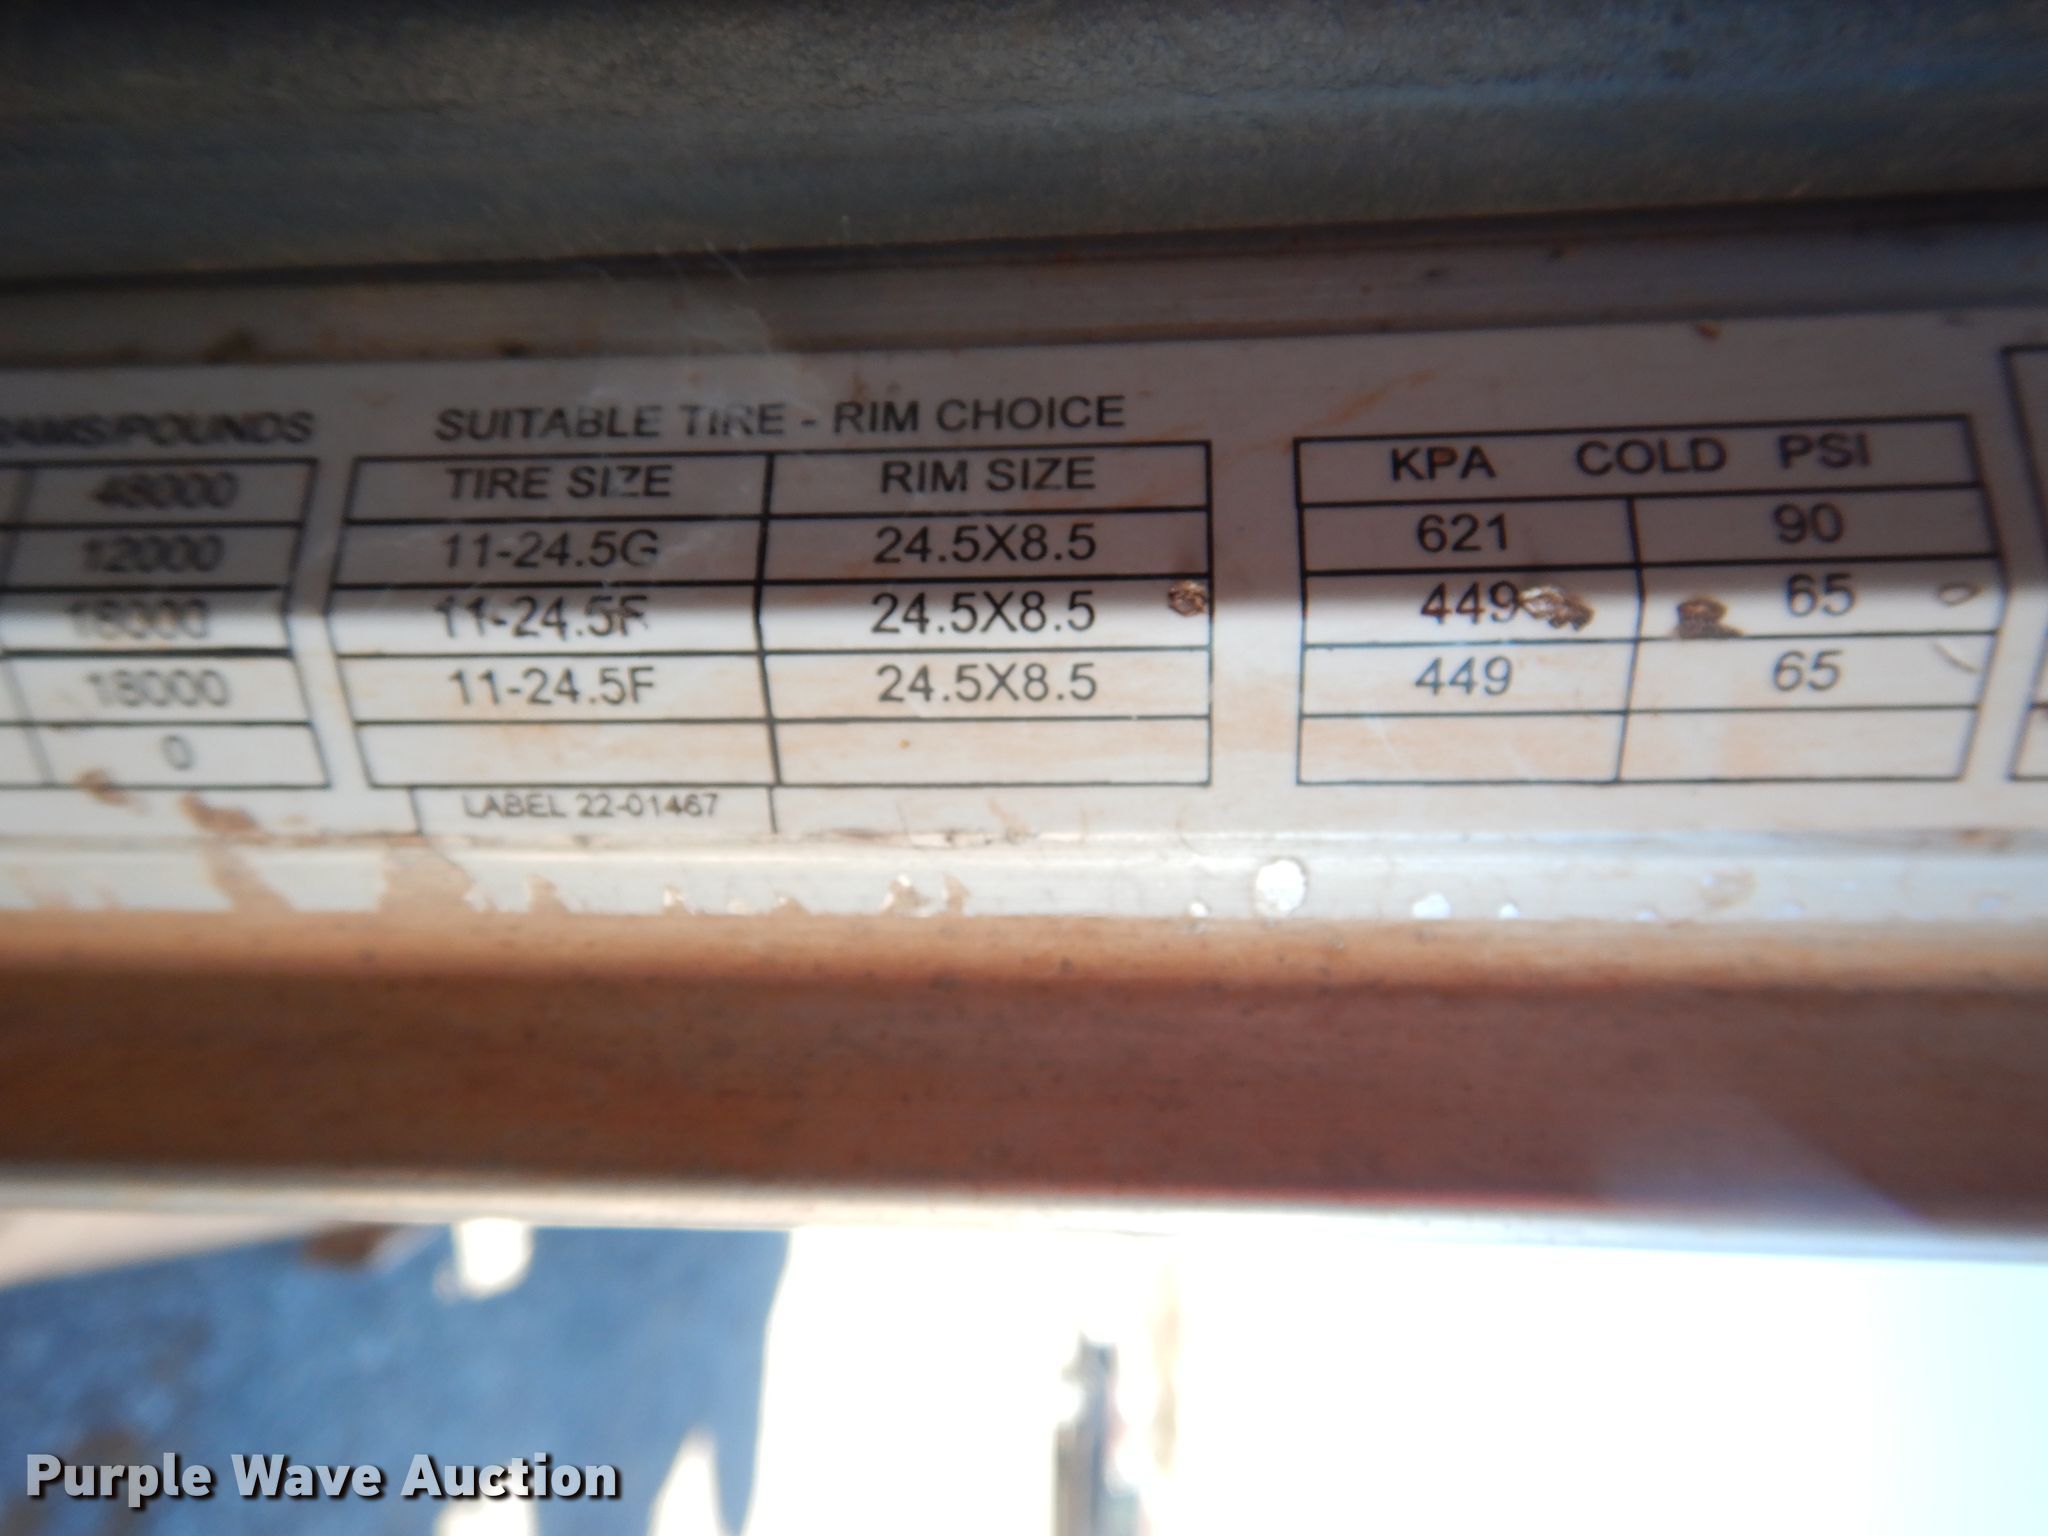 RAMS/POUNDS SUITABLE TIRE - RIM CHOICE
48000 TIRE SIZE RIM SIZE KPA COLD PSI
12000 11-24.5G 24.5X8.5 621 90
18000 11-24.5F 24.5X8.5 449 65
18000 11-24.5F 24.5X8.5 449 65
0
LABEL 22-01467
Purple Wave Auction